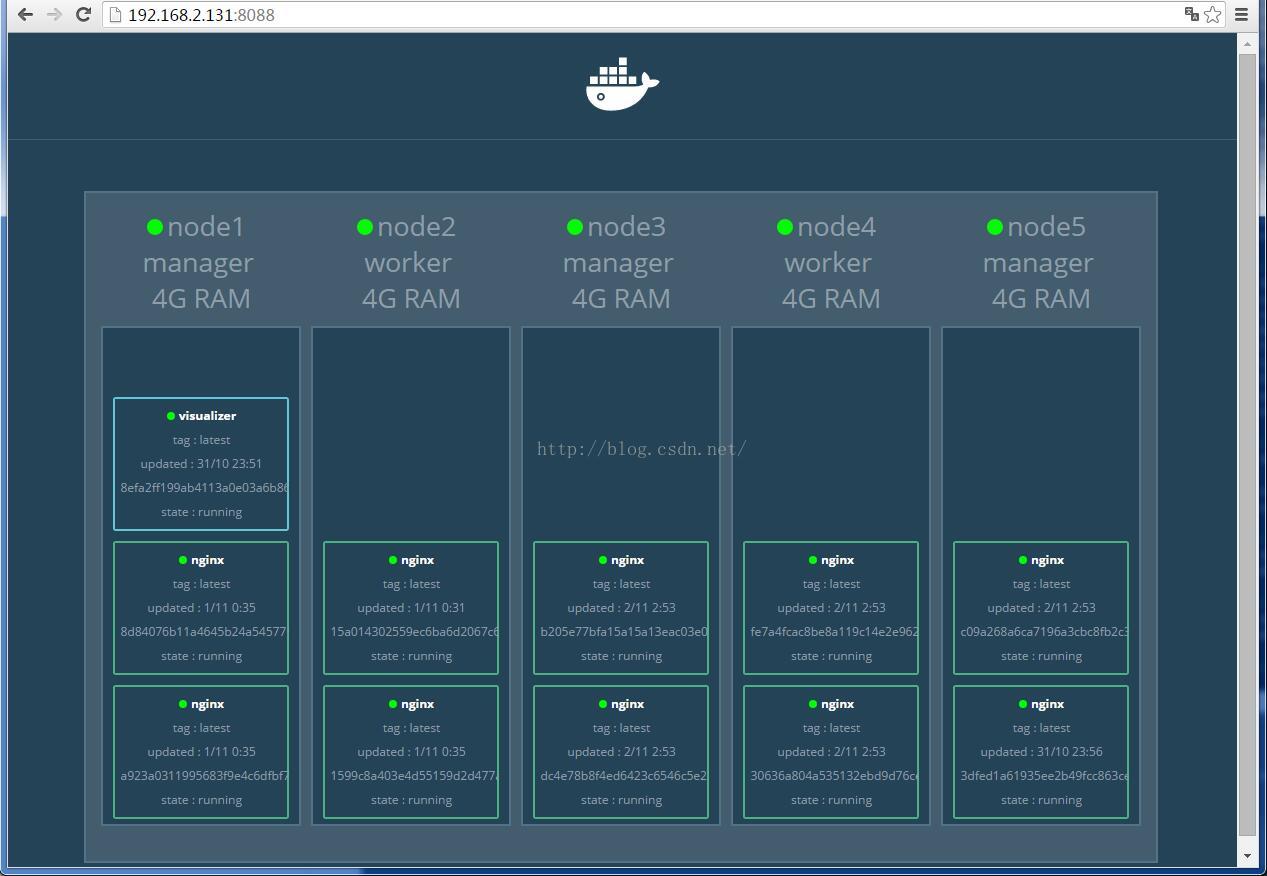 192.168.2.131:8088
node1
manager
4G RAM
node2
worker
4G RAM
node3
manager
4G RAM
node4
worker
4G RAM
node5
manager
4G RAM
visualizer
tag : latest
updated : 31/10 23:51
8efa2ff199ab4113a0e03a6b86
state : running
nginx
tag : latest
updated : 1/11 0:35
8d84076b11a4645b24a54577
state : running
nginx
tag : latest
updated : 1/11 0:35
a923a0311995683f9e4c6dfbf7
state : running
nginx
tag : latest
updated : 1/11 0:31
15a014302559ec6ba6d2067c6
state : running
nginx
tag : latest
updated : 1/11 0:35
1599c8a403e4d55159d2d477
state : running
http://blog.csdn.net/
nginx
tag : latest
updated : 2/11 2:53
b205e77bfa15a15a13eac03e0
state : running
nginx
tag : latest
updated : 2/11 2:53
dc4e78b8f4ed6423c6546c5e2
state : running
nginx
tag : latest
updated : 2/11 2:53
fe7a4fcac8be8a119c14e2e962
state : running
nginx
tag : latest
updated : 2/11 2:53
30636a804a535132ebd9d76c
state : running
nginx
tag : latest
updated : 2/11 2:53
c09a268a6ca7196a3cbc8fb2c3
state : running
nginx
tag : latest
updated : 31/10 23:56
3dfed1a61935ee2b49fcc863c
state : running